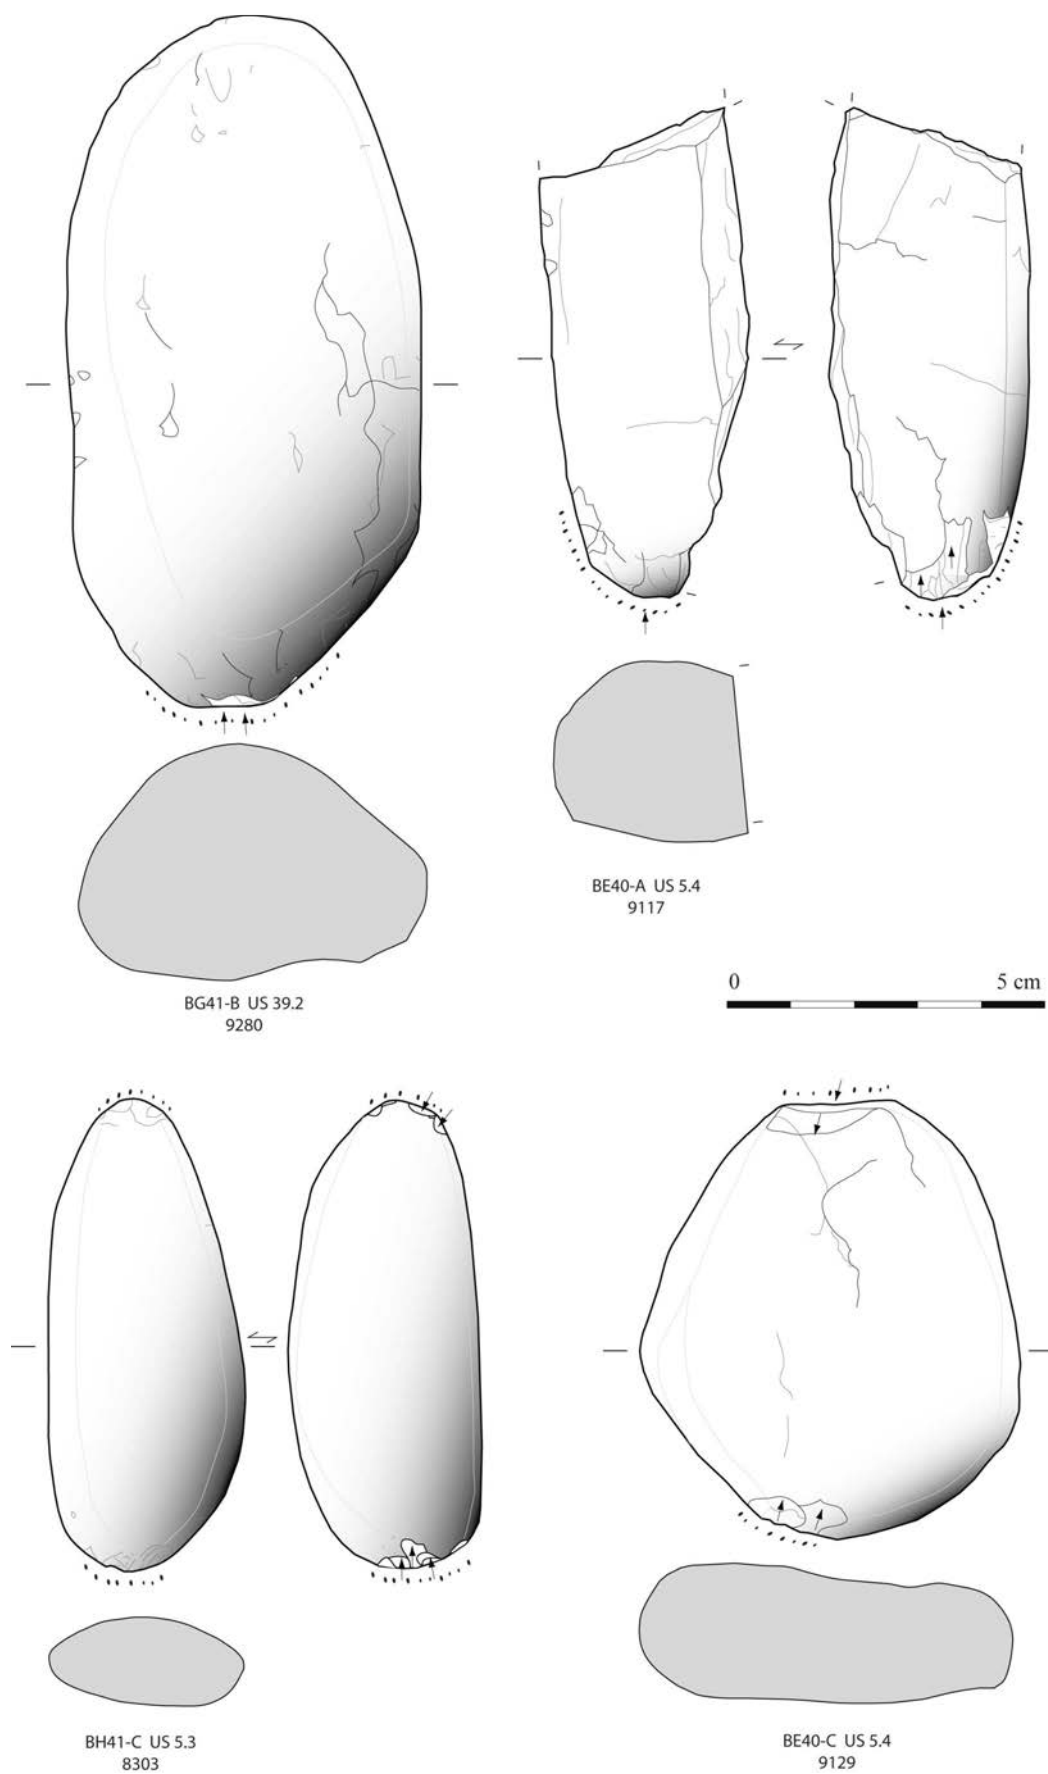 BE40-A US 5.4
9117
BG41-B US 39.2
9280
0 5 cm
BH41-C US 5.3
8303
BE40-C US 5.4
9129